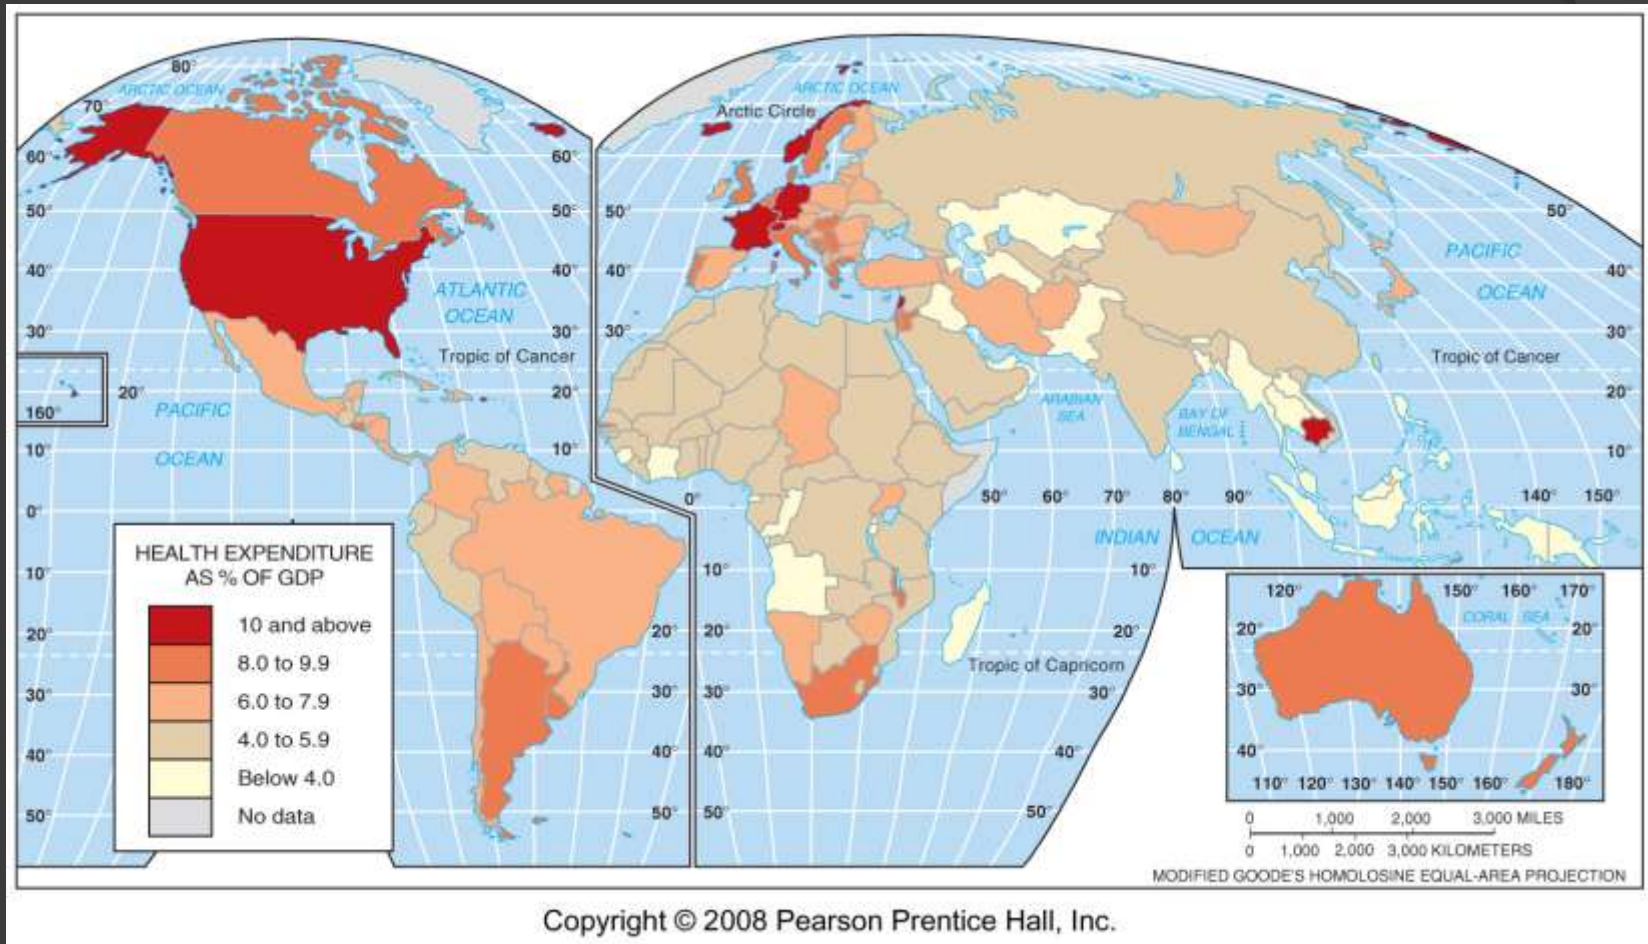 80°
ARCTIC OCEAN
70°
60°
60°
50°
50°
40°
40°
ATLANTIC
OCEAN
30°
30°
Tropic of Cancer
160°
20°
20°
PACIFIC
OCEAN
10°
10°
0°
10°
20°
20°
30°
30°
40°
40°
50°
50°
HEALTH EXPENDITURE
AS % OF GDP
10 and above
8.0 to 9.9
6.0 to 7.9
4.0 to 5.9
Below 4.0
No data
ARCTIC OCEAN
Arctic Circle
60°
50°
50°
40°
40°
PACIFIC
OCEAN
30°
30°
Tropic of Cancer
20°
20°
ARABIAN
SEA
BAY OF
BENGAL
10°
10°
0°
50°
60°
70°
80°
90°
140°
150°
INDIAN
OCEAN
10°
10°
20°
20°
Tropic of Capricorn
30°
30°
40°
40°
50°
50°
120°
150°
160°
170°
CORAL SEA
20°
20°
30°
30°
40°
110°
120°
130°
140°
150°
160°
180°
0 1,000 2,000 3,000 MILES
0 1,000 2,000 3,000 KILOMETERS
MODIFIED GOODE'S HOMOLOSINE EQUAL-AREA PROJECTION
Copyright © 2008 Pearson Prentice Hall, Inc.